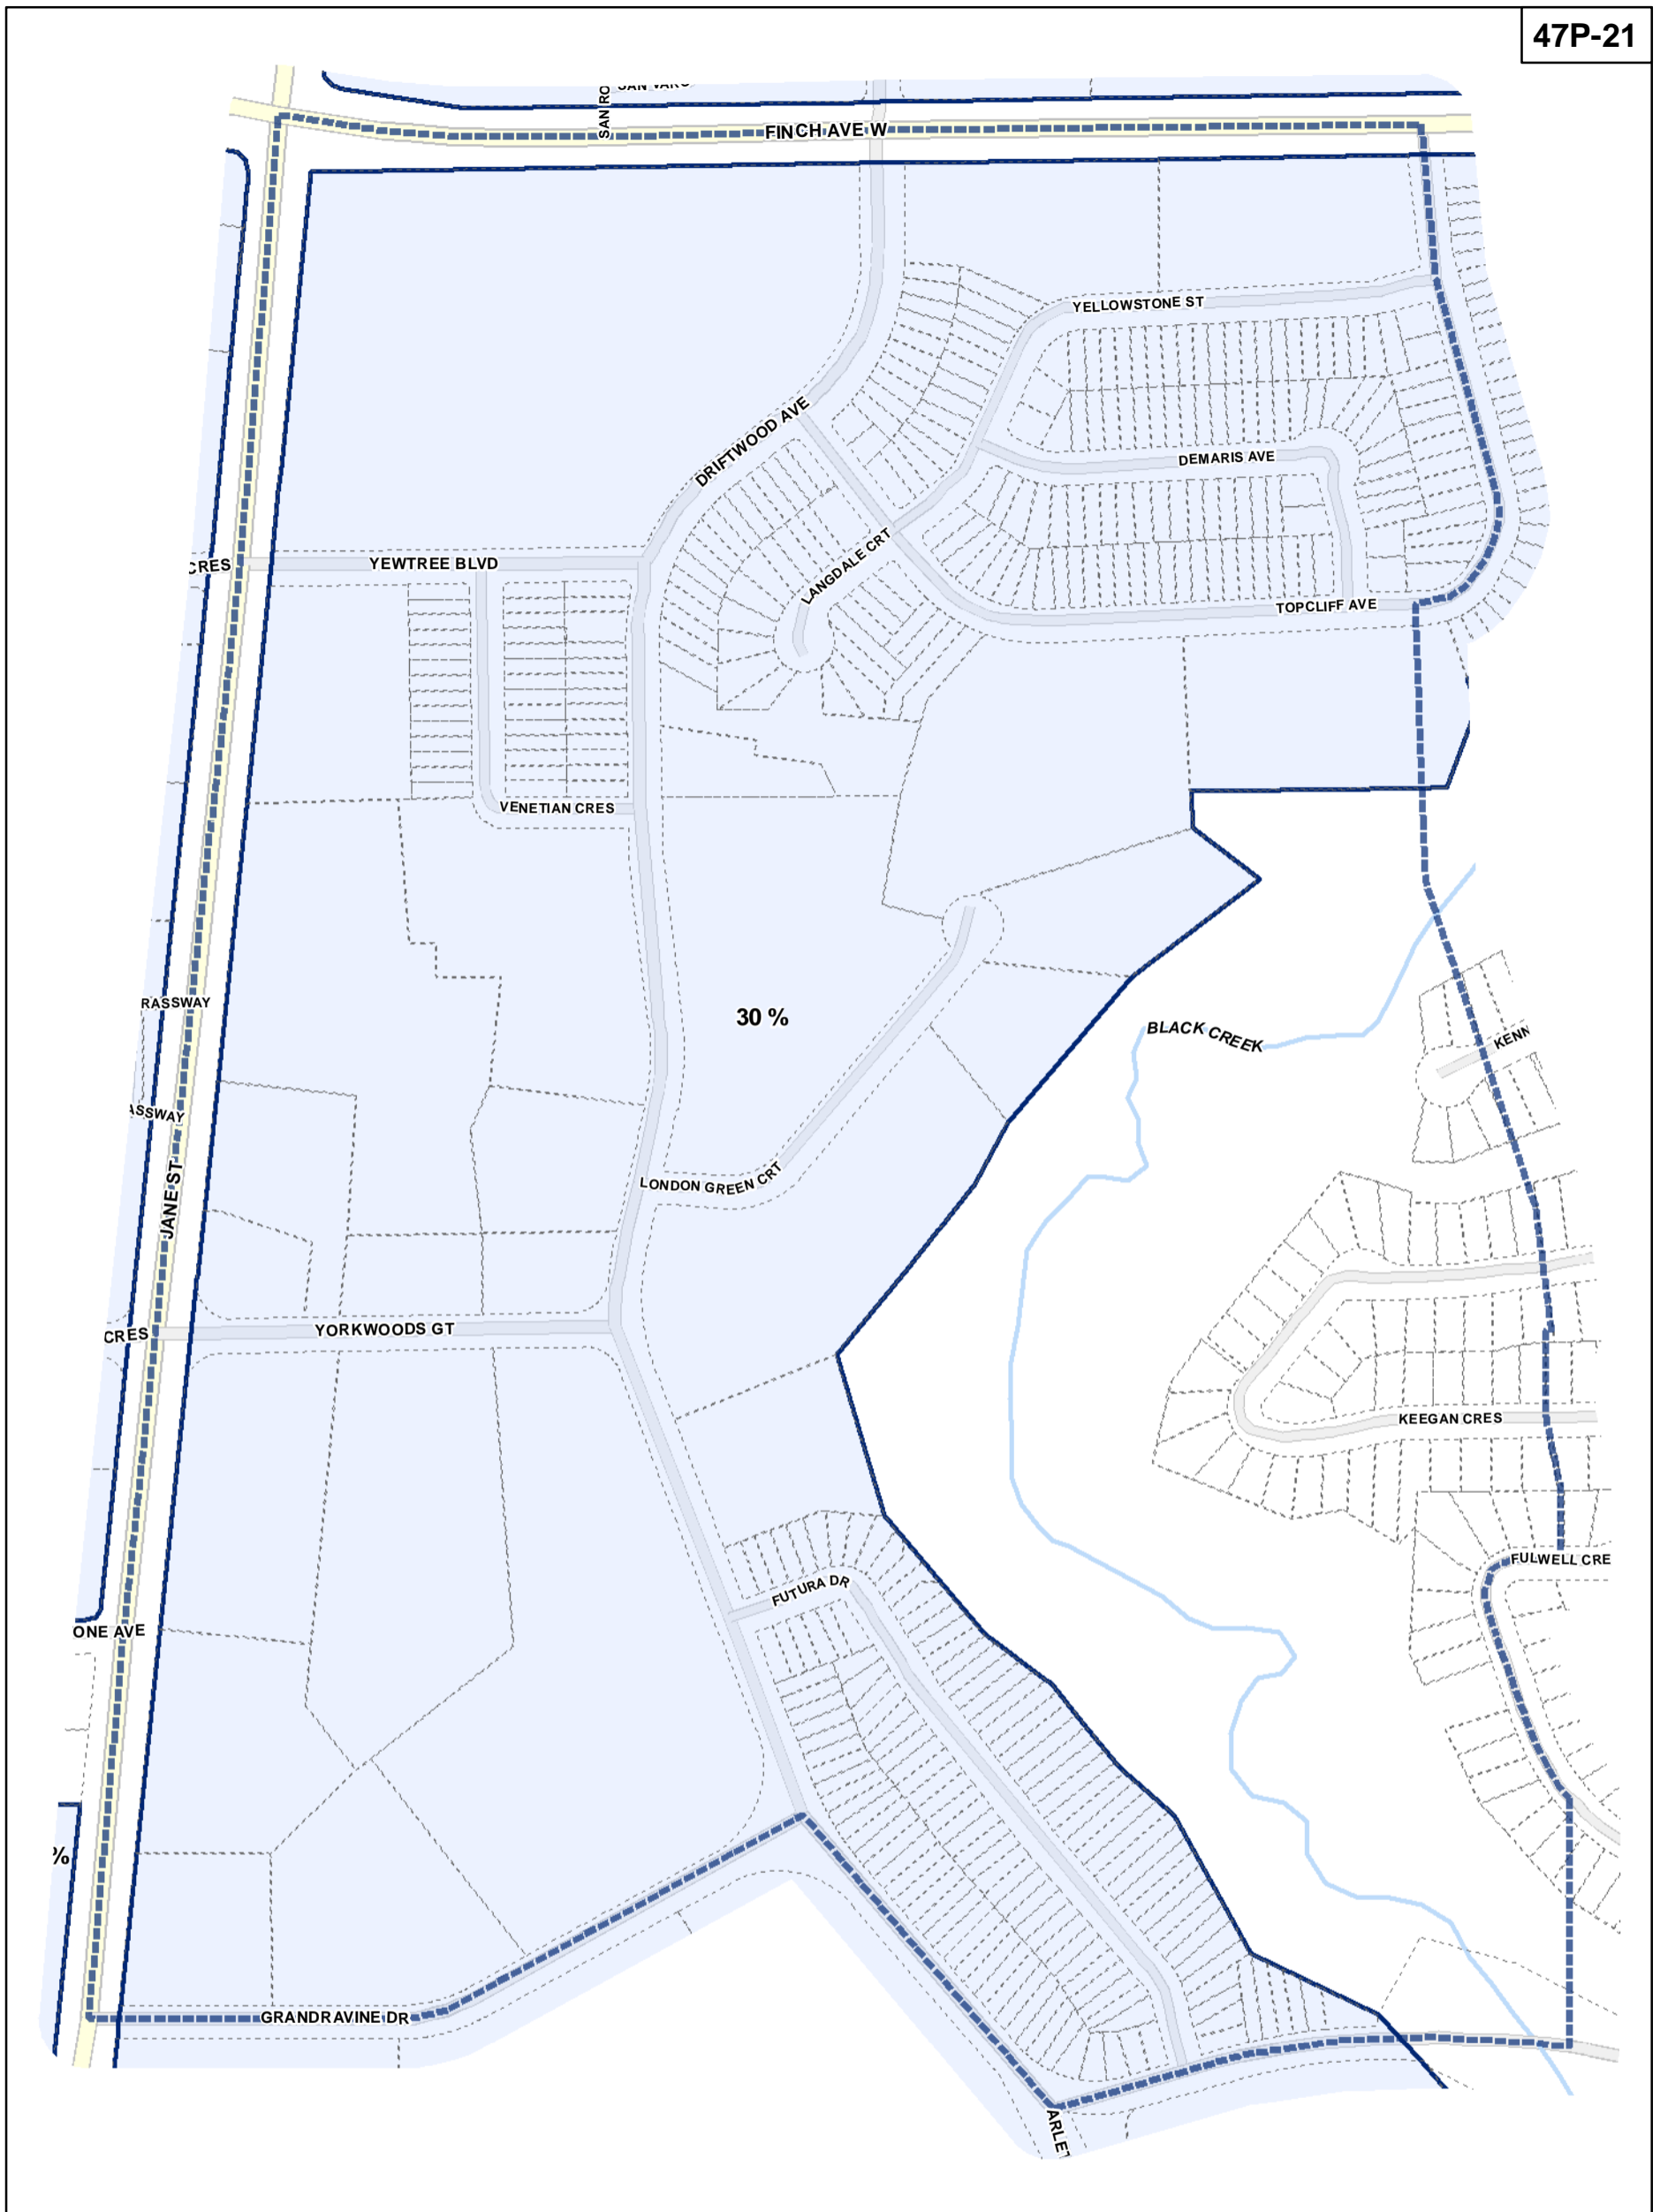 47P-21
SAN RO
FINCH AVE W
YELLOWSTONE ST
DRIFTWOOD AVE
DEMARIS AVE
LANGDALE CRT
CRES
YEWTREE BLVD
TOPCLIFF AVE
VENETIAN CRES
RASSWAY
30 %
BLACK CREEK
KENN
ASSWAY
JANE ST
LONDON GREEN CRT
CRES
YORKWOODS GT
KEEGAN CRES
FULWELL CRE
FUTURA DR
ONE AVE
%
GRANDRAVINE DR
ARLET